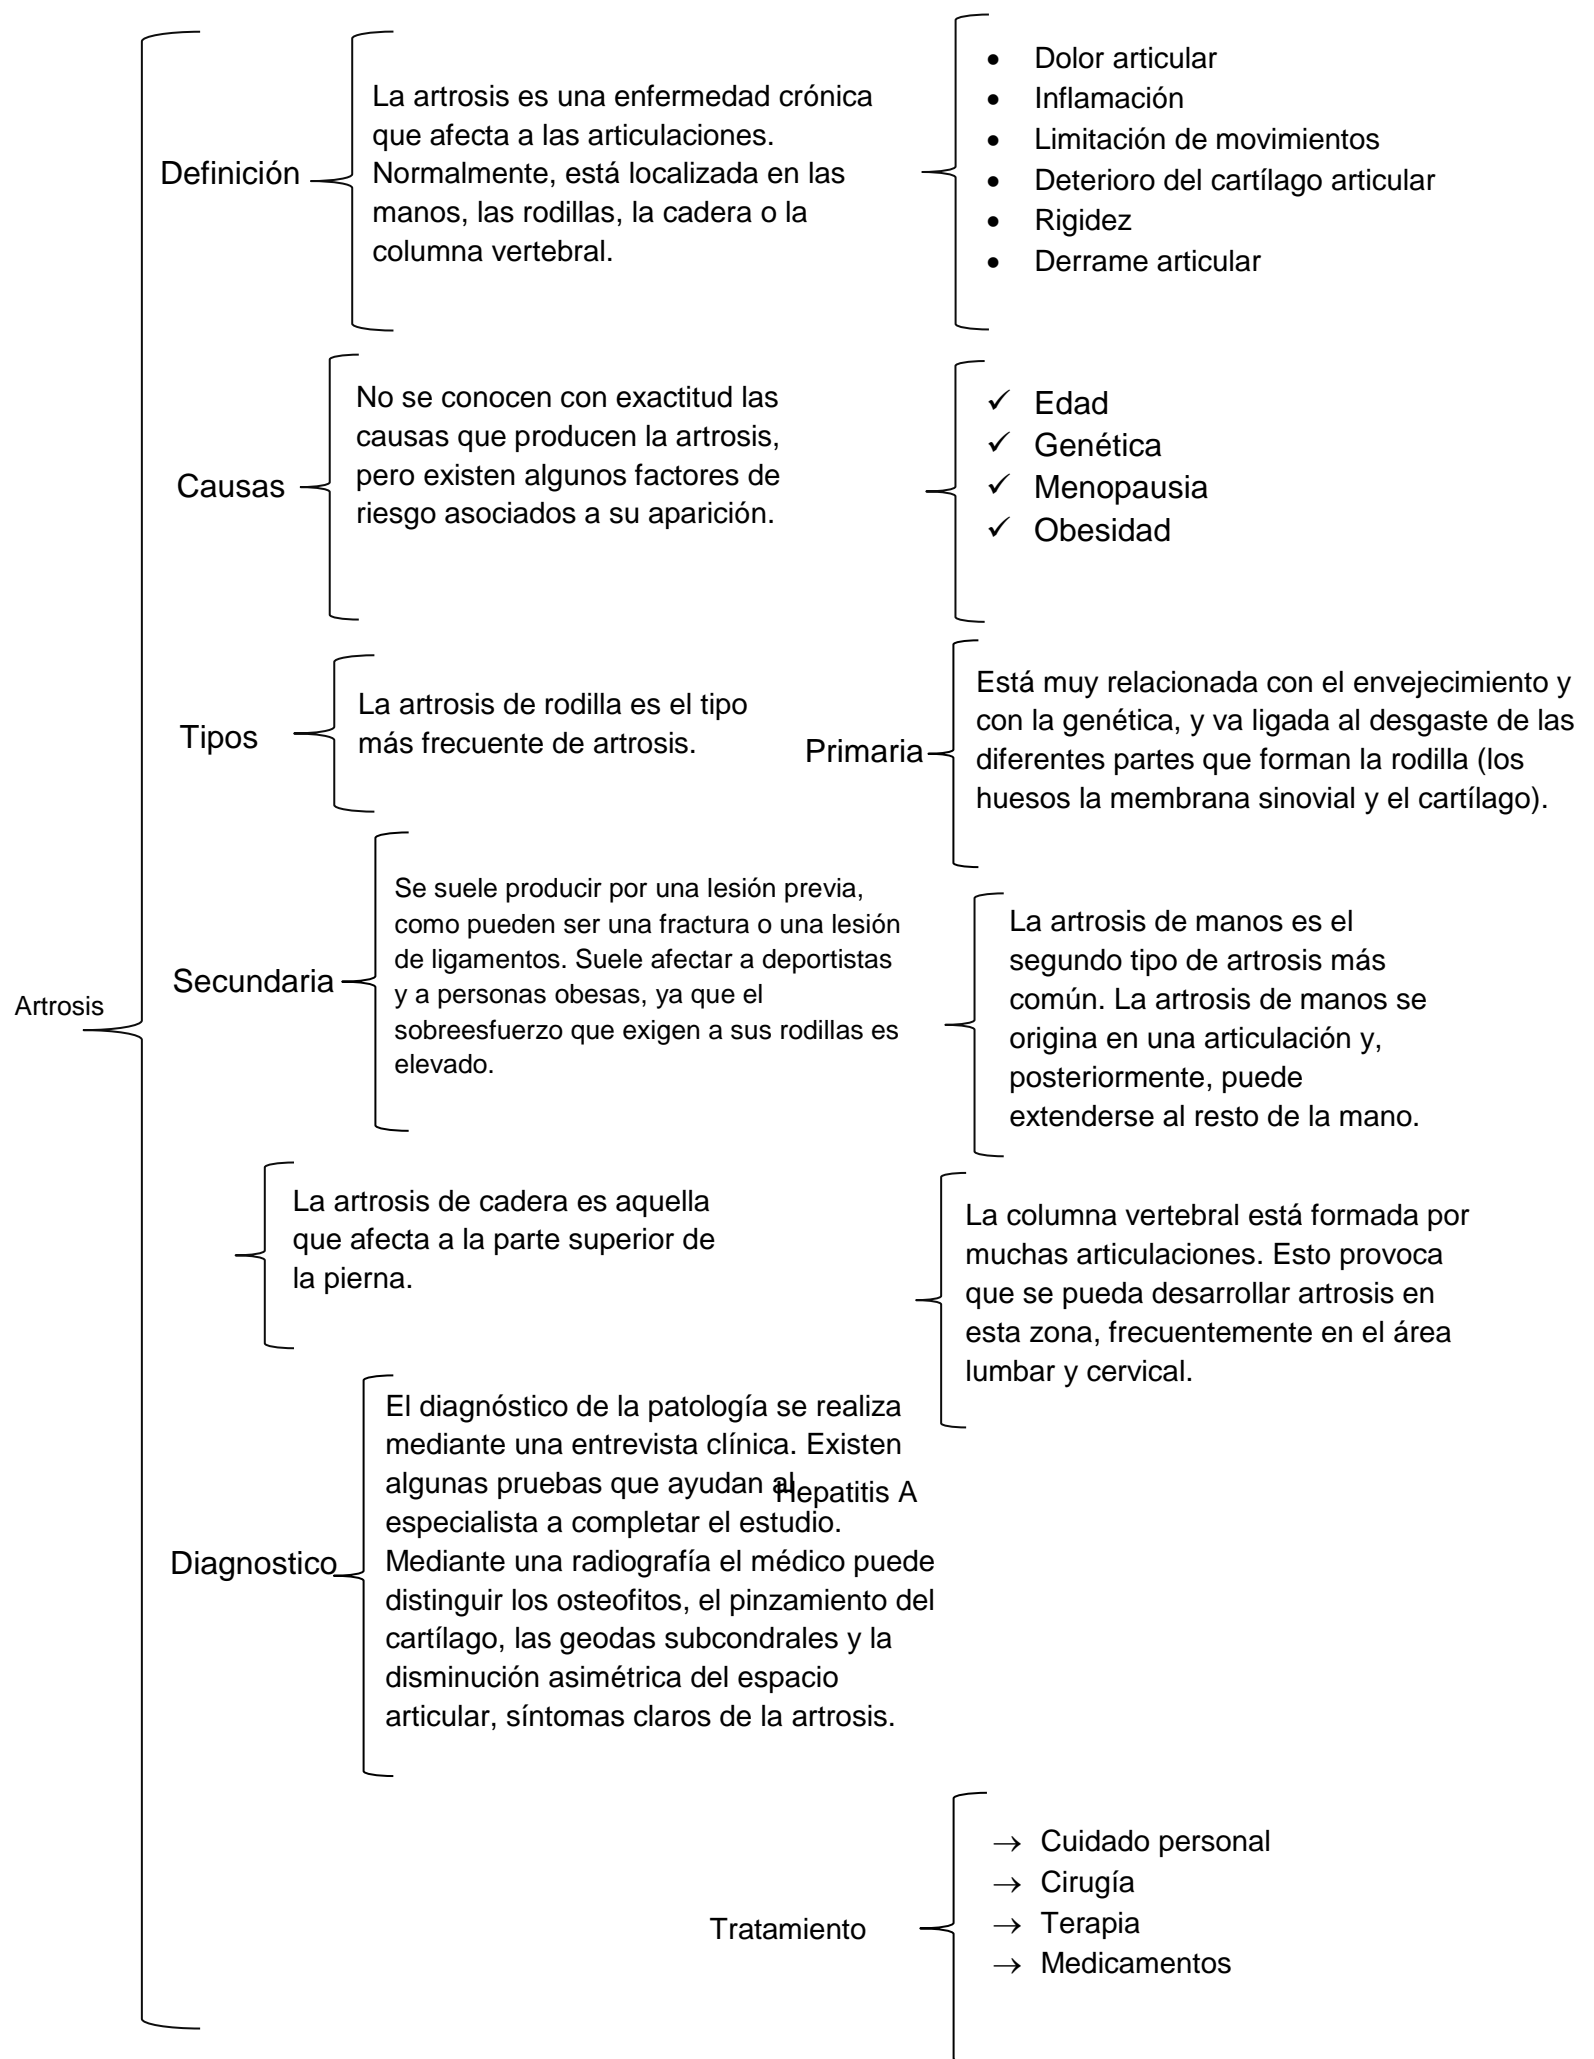 Artrosis
Definición
La artrosis es una enfermedad crónica
que afecta a las articulaciones.
Normalmente, está localizada en las
manos, las rodillas, la cadera o la
columna vertebral.
• Dolor articular
• Inflamación
• Limitación de movimientos
• Deterioro del cartílago articular
• Rigidez
• Derrame articular
Causas
No se conocen con exactitud las
causas que producen la artrosis,
pero existen algunos factores de
riesgo asociados a su aparición.
✓ Edad
✓ Genética
✓ Menopausia
✓ Obesidad
Tipos
La artrosis de rodilla es el tipo
más frecuente de artrosis.
Primaria
Está muy relacionada con el envejecimiento y
con la genética, y va ligada al desgaste de las
diferentes partes que forman la rodilla (los
huesos la membrana sinovial y el cartílago).
Secundaria
Se suele producir por una lesión previa,
como pueden ser una fractura o una lesión
de ligamentos. Suele afectar a deportistas
y a personas obesas, ya que el
sobreesfuerzo que exigen a sus rodillas es
elevado.
La artrosis de manos es el
segundo tipo de artrosis más
común. La artrosis de manos se
origina en una articulación y,
posteriormente, puede
extenderse al resto de la mano.
La artrosis de cadera es aquella
que afecta a la parte superior de
la pierna.
La columna vertebral está formada por
muchas articulaciones. Esto provoca
que se pueda desarrollar artrosis en
esta zona, frecuentemente en el área
lumbar y cervical.
Diagnostico
El diagnóstico de la patología se realiza
mediante una entrevista clínica. Existen
algunas pruebas que ayudan al
especialista a completar el estudio.
Mediante una radiografía el médico puede
distinguir los osteofitos, el pinzamiento del
cartílago, las geodas subcondrales y la
disminución asimétrica del espacio
articular, síntomas claros de la artrosis.
Hepatitis A
Tratamiento
→ Cuidado personal
→ Cirugía
→ Terapia
→ Medicamentos